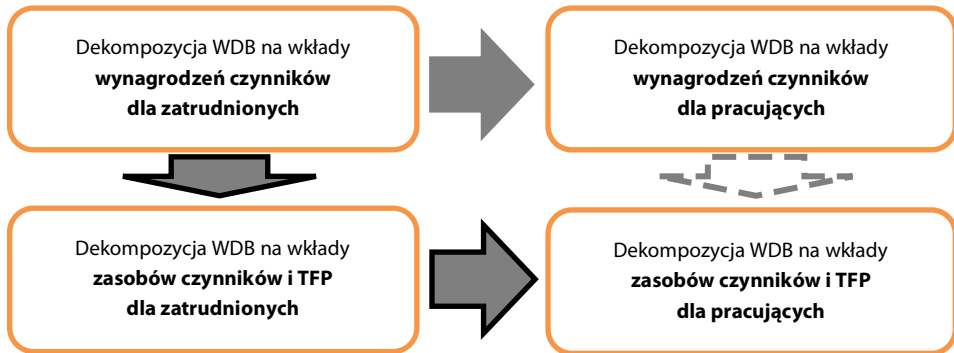 Dekompozycja WDB na wkłady
wynagrodzeń czynników
dla zatrudnionych
Dekompozycja WDB na wkłady
wynagrodzeń czynników
dla pracujących
Dekompozycja WDB na wkłady
zasobów czynników i TFP
dla zatrudnionych
Dekompozycja WDB na wkłady
zasobów czynników i TFP
dla pracujących